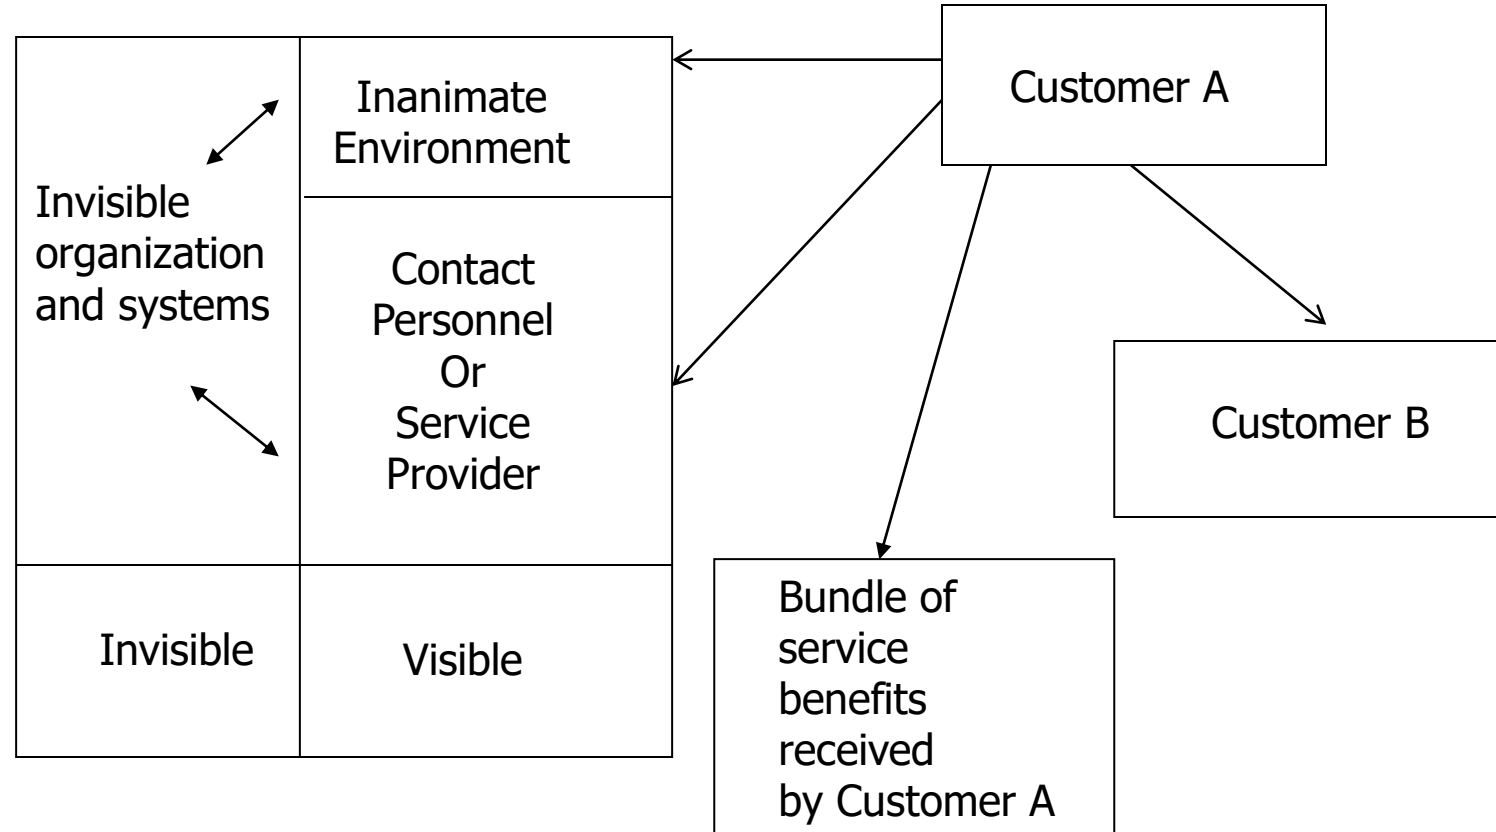 Inanimate
Environment
Invisible
organization
and systems
Contact
Personnel
Or
Service
Provider
Invisible
Visible
Customer A
Customer B
Bundle of
service
benefits
received
by Customer A